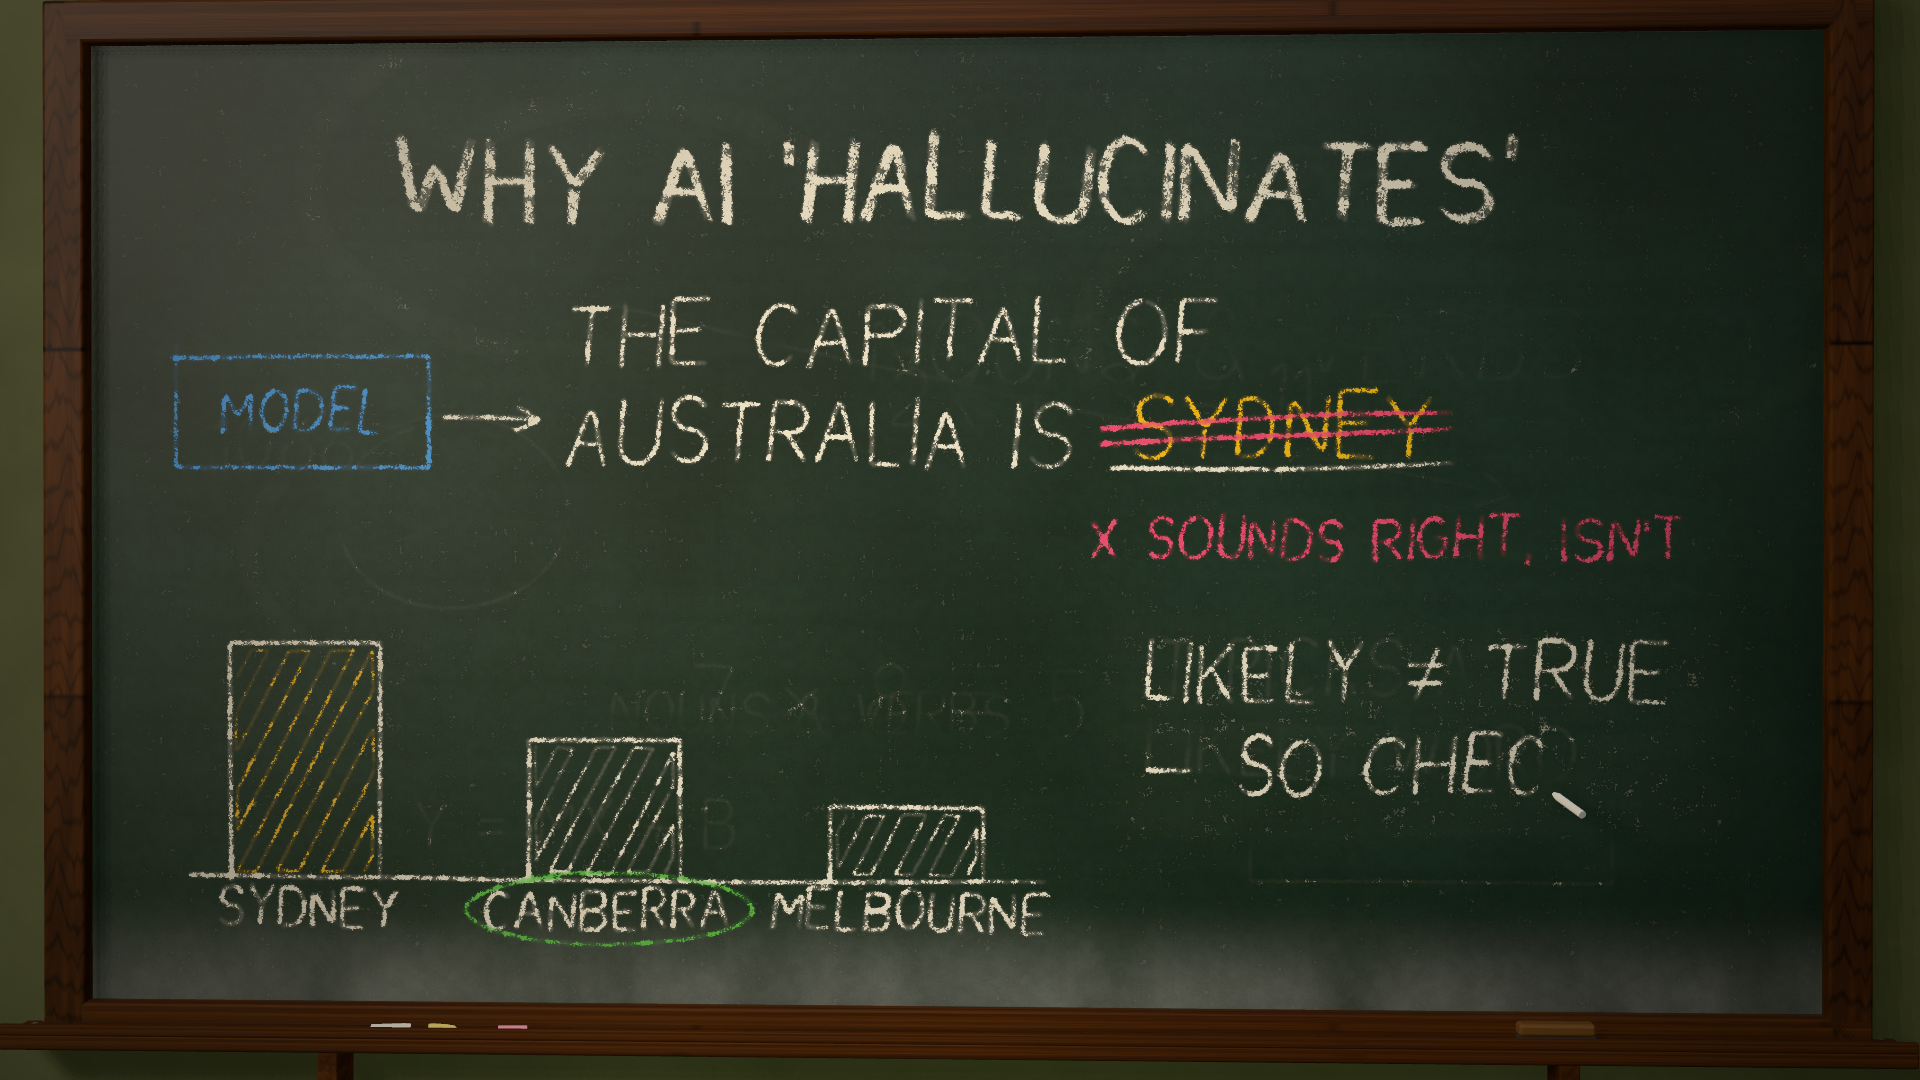 WHY AI 'HALLUCINATES'
THE CAPITAL OF
MODEL
AUSTRALIA IS SYDNEY
X SOUNDS RIGHT, ISN'T
LIKELY ≠ TRUE
– SO CHEC
SYDNEY CANBERRA MELBOURNE